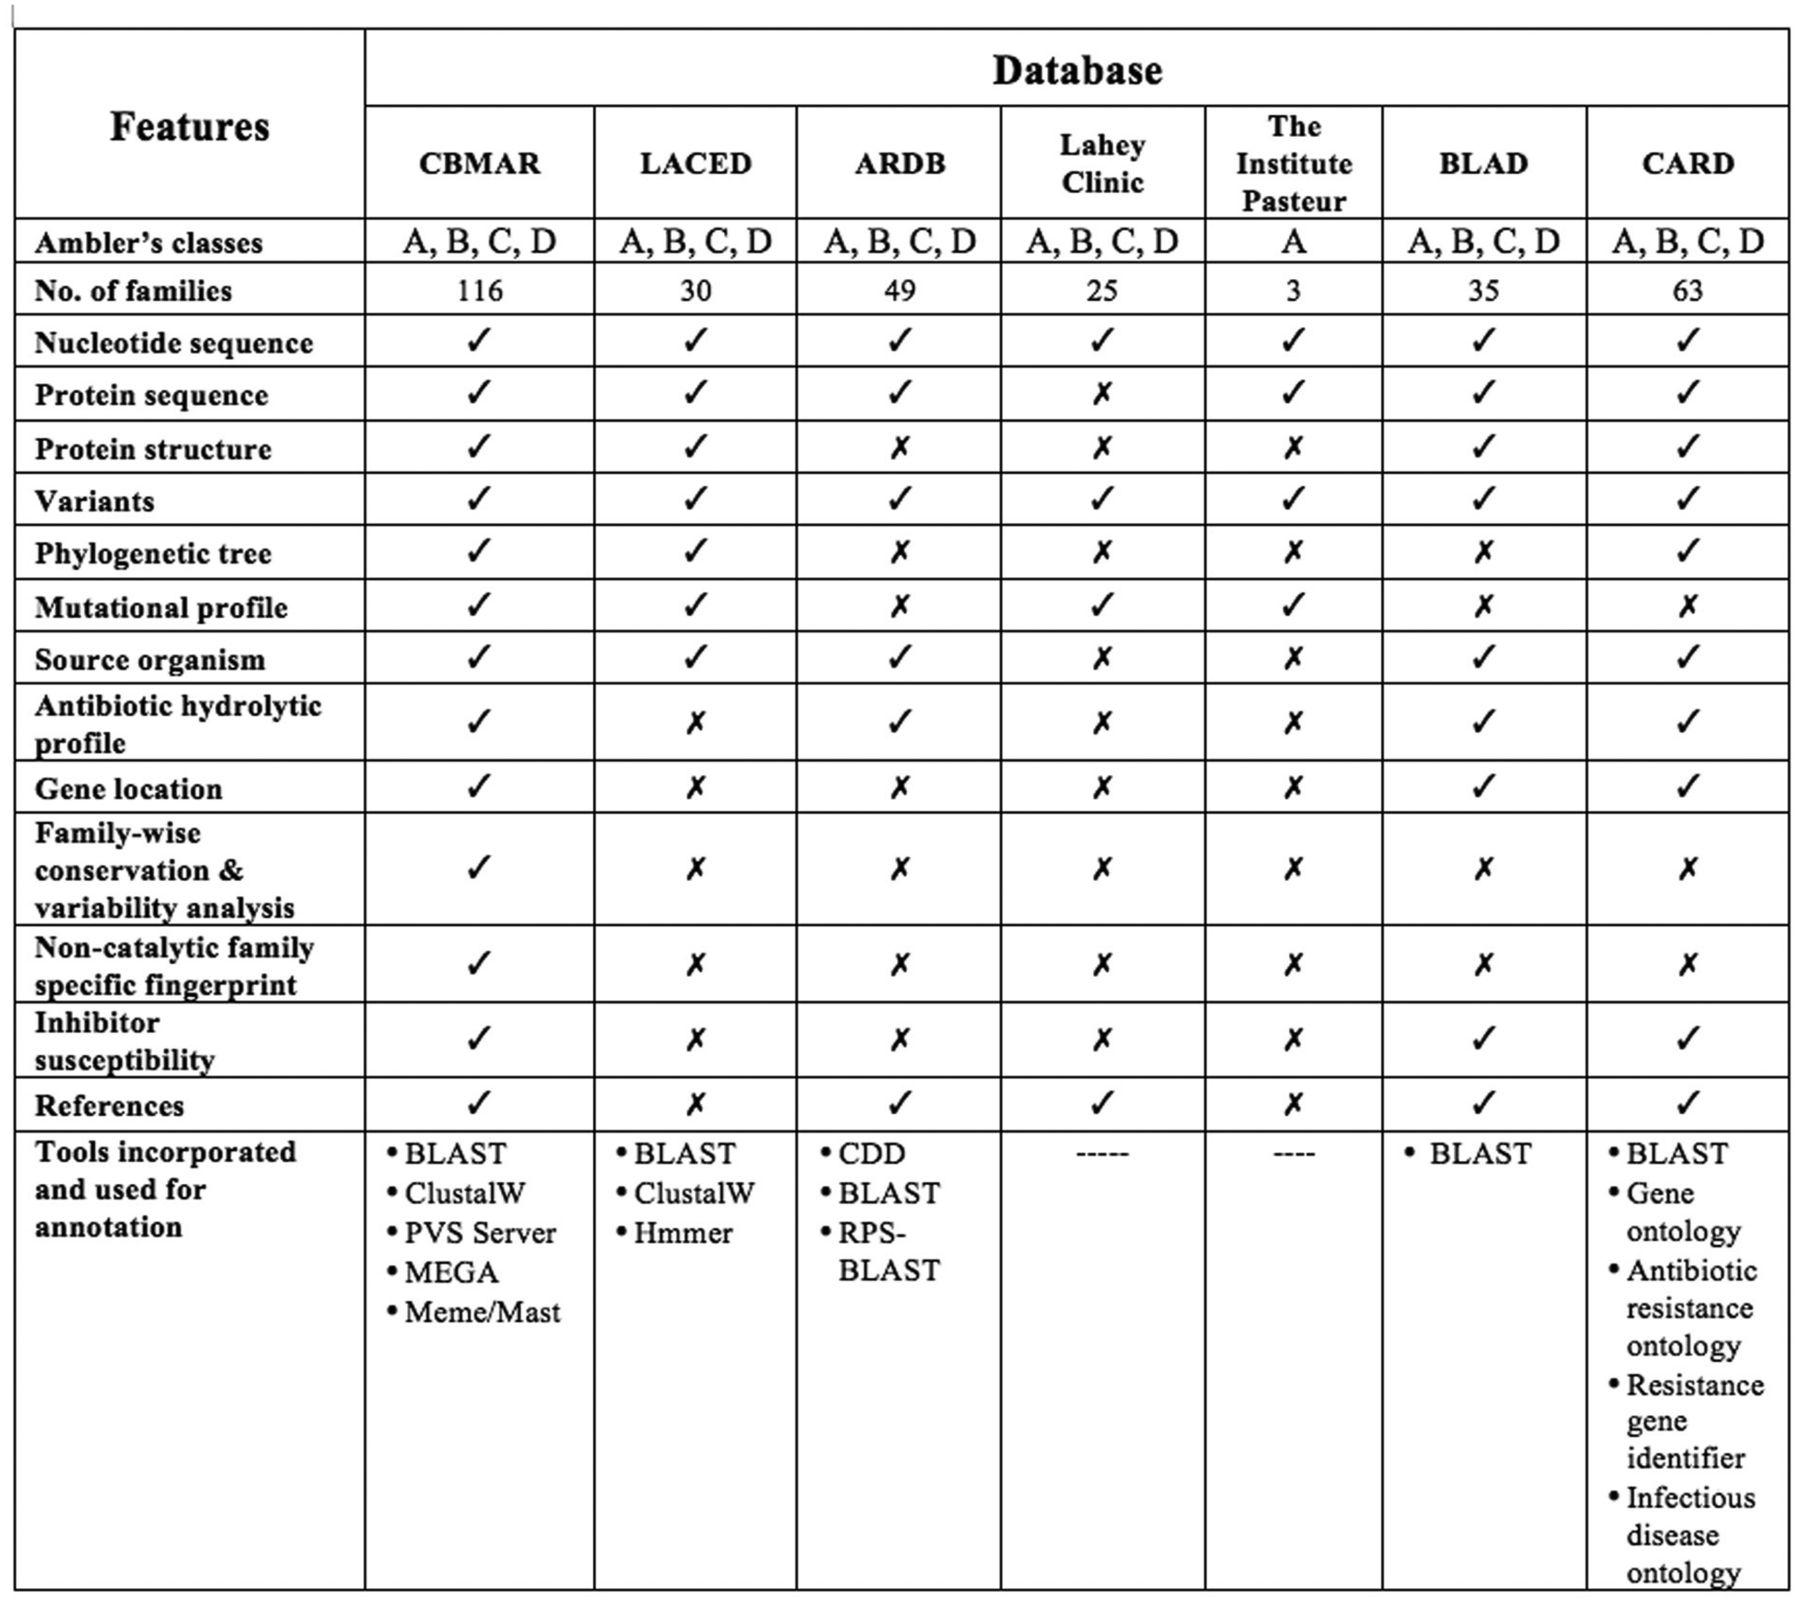 Features
Database
CBMAR
LACED
ARDB
Lahey
Clinic
The
Institute
Pasteur
BLAD
CARD
Ambler’s classes
A, B, C, D
A, B, C, D
A, B, C, D
A, B, C, D
A
A, B, C, D
A, B, C, D
No. of families
116
30
49
25
3
35
63
Nucleotide sequence
✓
✓
✓
✓
✓
✓
✓
Protein sequence
✓
✓
✓
✗
✓
✓
✓
Protein structure
✓
✓
✗
✗
✗
✓
✓
Variants
✓
✓
✓
✓
✓
✓
✓
Phylogenetic tree
✓
✓
✗
✗
✗
✗
✓
Mutational profile
✓
✓
✗
✓
✓
✗
✗
Source organism
✓
✓
✓
✗
✗
✓
✓
Antibiotic hydrolytic
profile
✓
✗
✓
✗
✗
✓
✓
Gene location
✓
✗
✗
✗
✗
✓
✓
Family-wise
conservation &
variability analysis
✓
✗
✗
✗
✗
✗
✗
Non-catalytic family
specific fingerprint
✓
✗
✗
✗
✗
✗
✗
Inhibitor
susceptibility
✓
✗
✗
✗
✗
✓
✓
References
✓
✗
✓
✓
✗
✓
✓
Tools incorporated
and used for
annotation
• BLAST
• ClustalW
• PVS Server
• MEGA
• Meme/Mast
• BLAST
• ClustalW
• Hmmer
• CDD
• BLAST
• RPS-
BLAST
-----
----
• BLAST
• BLAST
• Gene
ontology
• Antibiotic
resistance
ontology
• Resistance
gene
identifier
• Infectious
disease
ontology